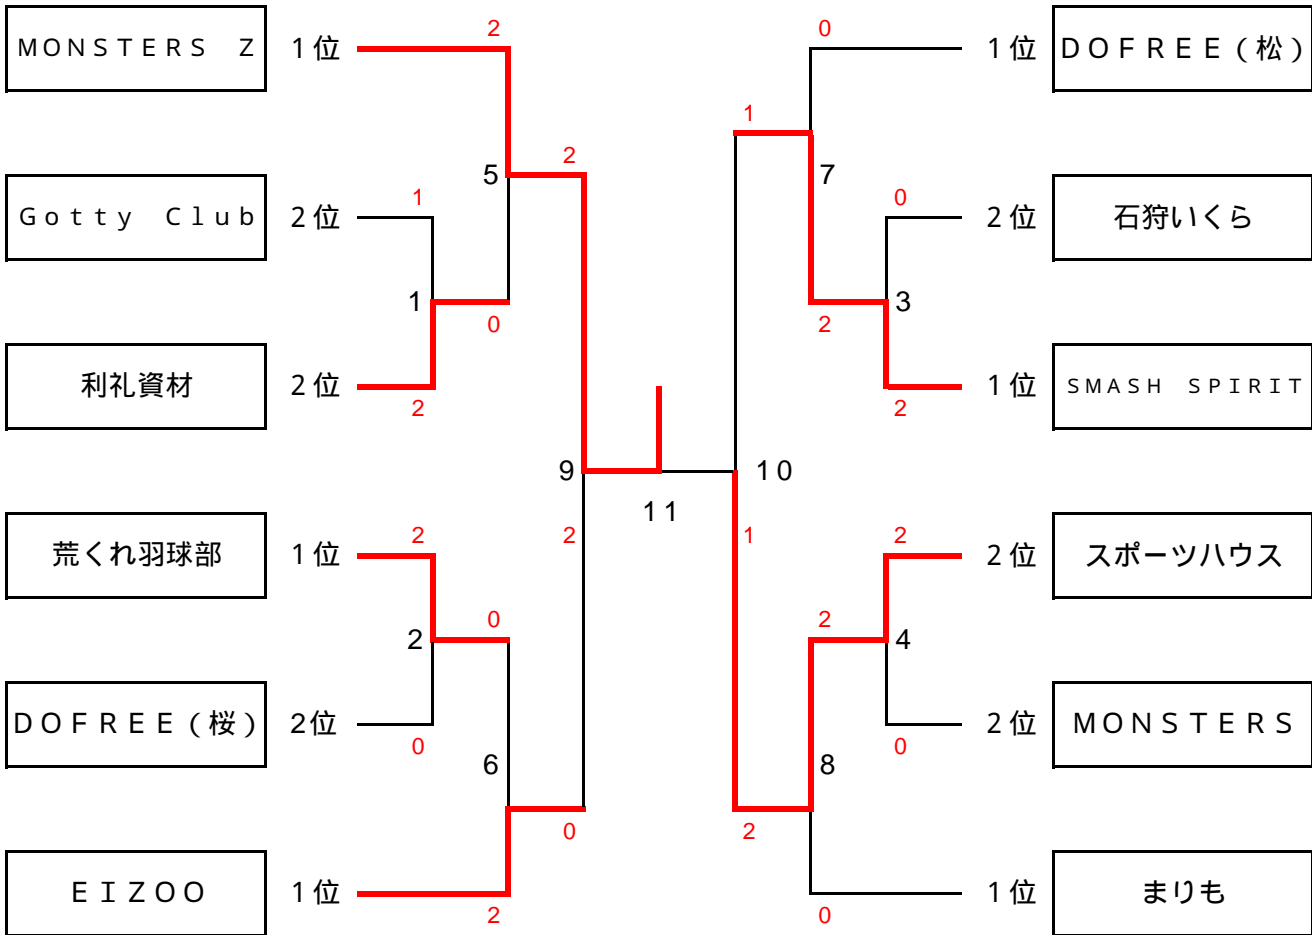 2 0
ＭＯＮＳＴＥＲＳ　Ｚ 1位 1位 ＤＯＦＲＥＥ（松）
1
2
5 7
1 0
Ｇｏｔｔｙ　Ｃｌｕｂ 2位 2位 石狩いくら
1 3
0 2
利礼資材 2位 1位 ＳＭＡＳＨ　ＳＰＩＲＩＴ
2 2
9 10
11
2 2 1 2
荒くれ羽球部 1位 2位 スポーツハウス
0 2
2 4
ＤＯＦＲＥＥ（桜） 2位 2位 ＭＯＮＳＴＥＲＳ
0 0
6 8
0 2
ＥＩＺＯＯ 1位 1位 まりも
2 0